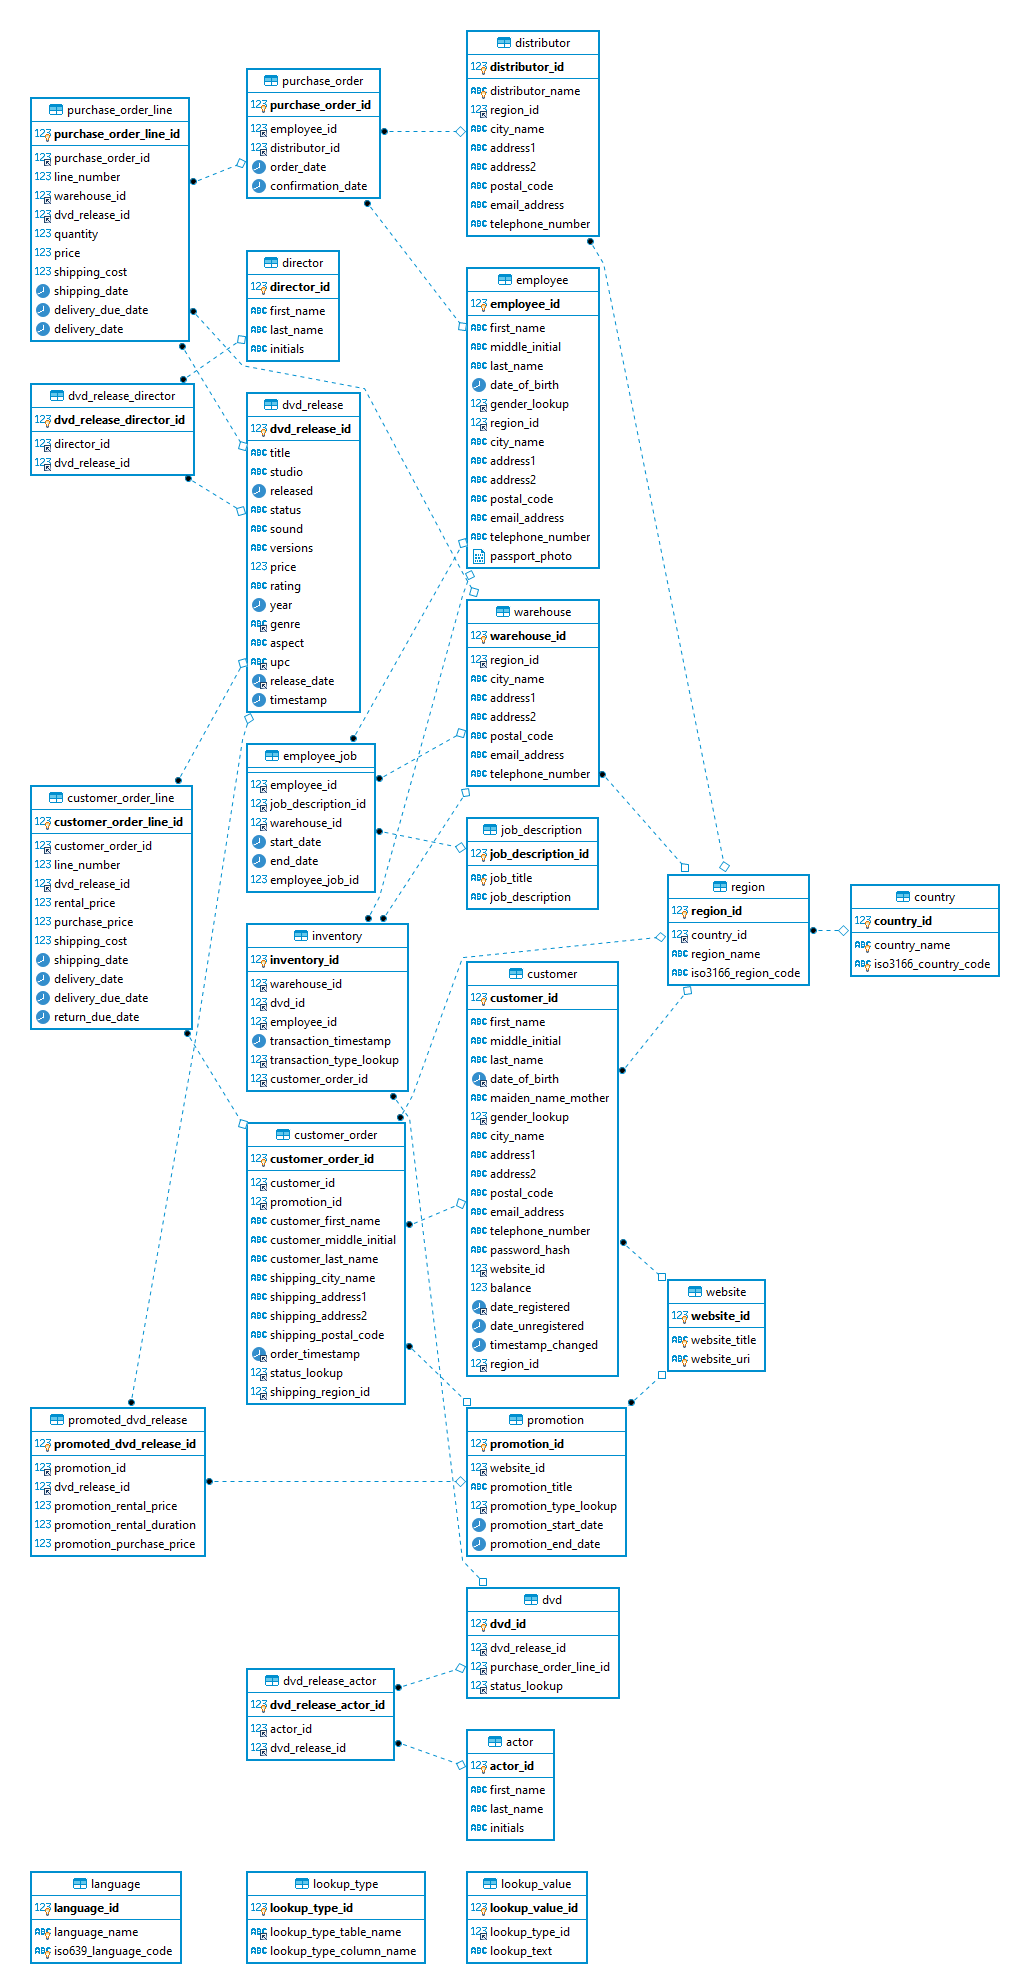 distributor
distributor_id
distributor_name
region_id
city_name
address1
address2
postal_code
email_address
telephone_number
purchase_order
purchase_order_id
employee_id
distributor_id
order_date
confirmation_date
purchase_order_line
purchase_order_line_id
purchase_order_id
line_number
warehouse_id
dvd_release_id
quantity
price
shipping_cost
shipping_date
delivery_due_date
delivery_date
director
director_id
first_name
last_name
initials
employee
employee_id
first_name
middle_initial
last_name
date_of_birth
gender_lookup
region_id
city_name
address1
address2
postal_code
email_address
telephone_number
passport_photo
dvd_release_director
dvd_release_director_id
director_id
dvd_release_id
dvd_release
dvd_release_id
title
studio
released
status
sound
versions
price
rating
year
genre
aspect
upc
release_date
timestamp
warehouse
warehouse_id
region_id
city_name
address1
address2
postal_code
email_address
telephone_number
employee_job
employee_id
job_description_id
warehouse_id
start_date
end_date
employee_job_id
customer_order_line
customer_order_line_id
customer_order_id
line_number
dvd_release_id
rental_price
purchase_price
shipping_cost
shipping_date
delivery_date
delivery_due_date
return_due_date
job_description
job_description_id
job_title
job_description
region
region_id
country_id
region_name
iso3166_region_code
country
country_id
country_name
iso3166_country_code
inventory
inventory_id
warehouse_id
dvd_id
employee_id
transaction_timestamp
transaction_type_lookup
customer_order_id
customer
customer_id
first_name
middle_initial
last_name
date_of_birth
maiden_name_mother
gender_lookup
city_name
address1
address2
postal_code
email_address
telephone_number
password_hash
website_id
balance
date_registered
date_unregistered
timestamp_changed
region_id
customer_order
customer_order_id
customer_id
promotion_id
customer_first_name
customer_middle_initial
customer_last_name
shipping_city_name
shipping_address1
shipping_address2
shipping_postal_code
order_timestamp
status_lookup
shipping_region_id
website
website_id
website_title
website_uri
promoted_dvd_release
promoted_dvd_release_id
promotion_id
dvd_release_id
promotion_rental_price
promotion_rental_duration
promotion_purchase_price
promotion
promotion_id
website_id
promotion_title
promotion_type_lookup
promotion_start_date
promotion_end_date
dvd
dvd_id
dvd_release_id
purchase_order_line_id
status_lookup
dvd_release_actor
dvd_release_actor_id
actor_id
dvd_release_id
actor
actor_id
first_name
last_name
initials
language
language_id
language_name
iso639_language_code
lookup_type
lookup_type_id
lookup_type_table_name
lookup_type_column_name
lookup_value
lookup_value_id
lookup_type_id
lookup_text